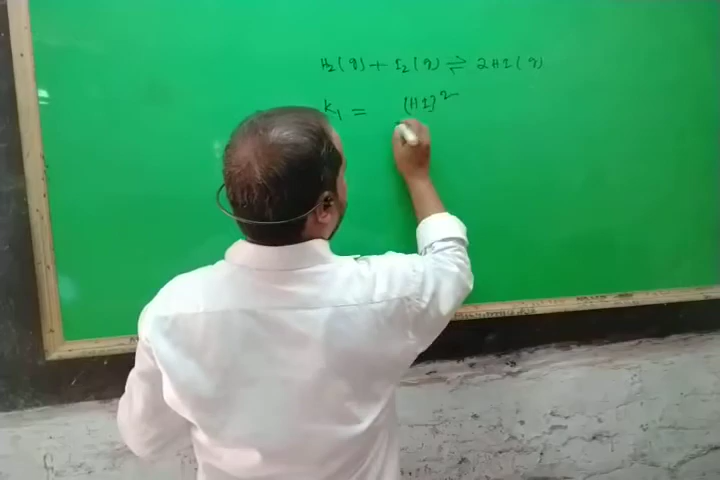 H₂(g) + I₂(g) ⇌ 2HI(g)
K₁ = [HI]²